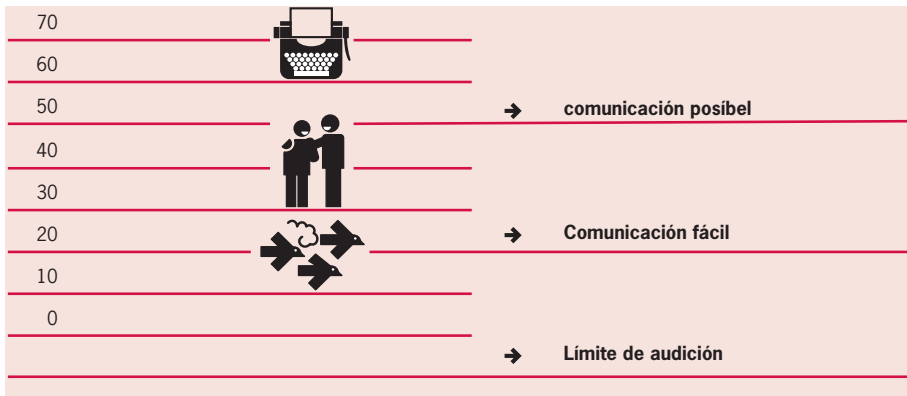 70
60
50
→ comunicación posíbel
40
30
20
→ Comunicación fácil
10
0
→ Límite de audición